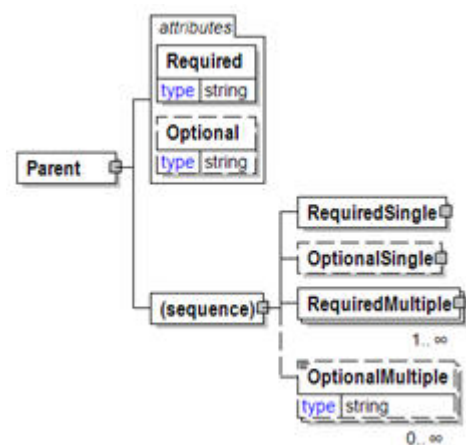 attributes
Required
type string
Optional
type string
Parent
RequiredSingle
OptionalSingle
(sequence)
RequiredMultiple
1.. ∞
OptionalMultiple
type string
0.. ∞